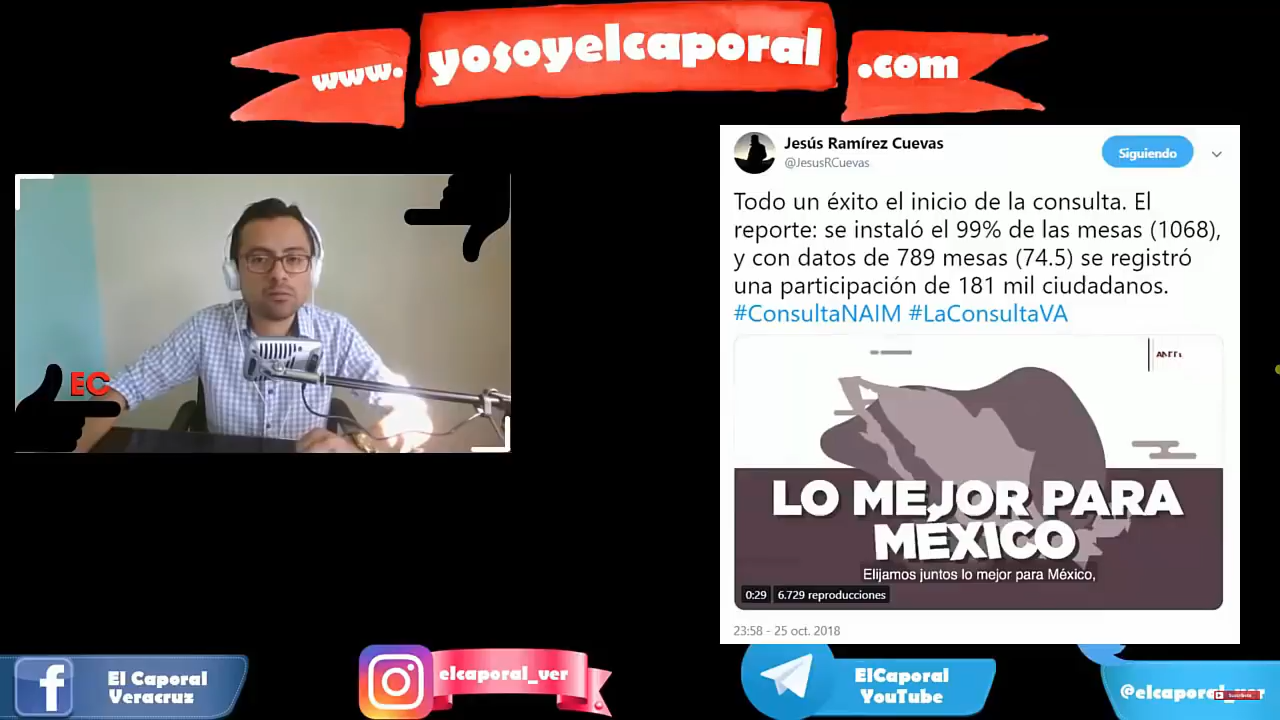 www. yosoyelcaporal .com
Jesús Ramírez Cuevas
@JesusRCuevas
Siguiendo
Todo un éxito el inicio de la consulta. El
reporte: se instaló el 99% de las mesas (1068),
y con datos de 789 mesas (74.5) se registró
una participación de 181 mil ciudadanos.
#ConsultaNAIM #LaConsultaVA
EC
LO MEJOR PARA
MÉXICO
Elijamos juntos lo mejor para México,
0:29 6.729 reproducciones
23:58 - 25 oct. 2018
El Caporal
Veracruz
elcaporal_ver
ElCaporal
YouTube
@elcaporal_ver